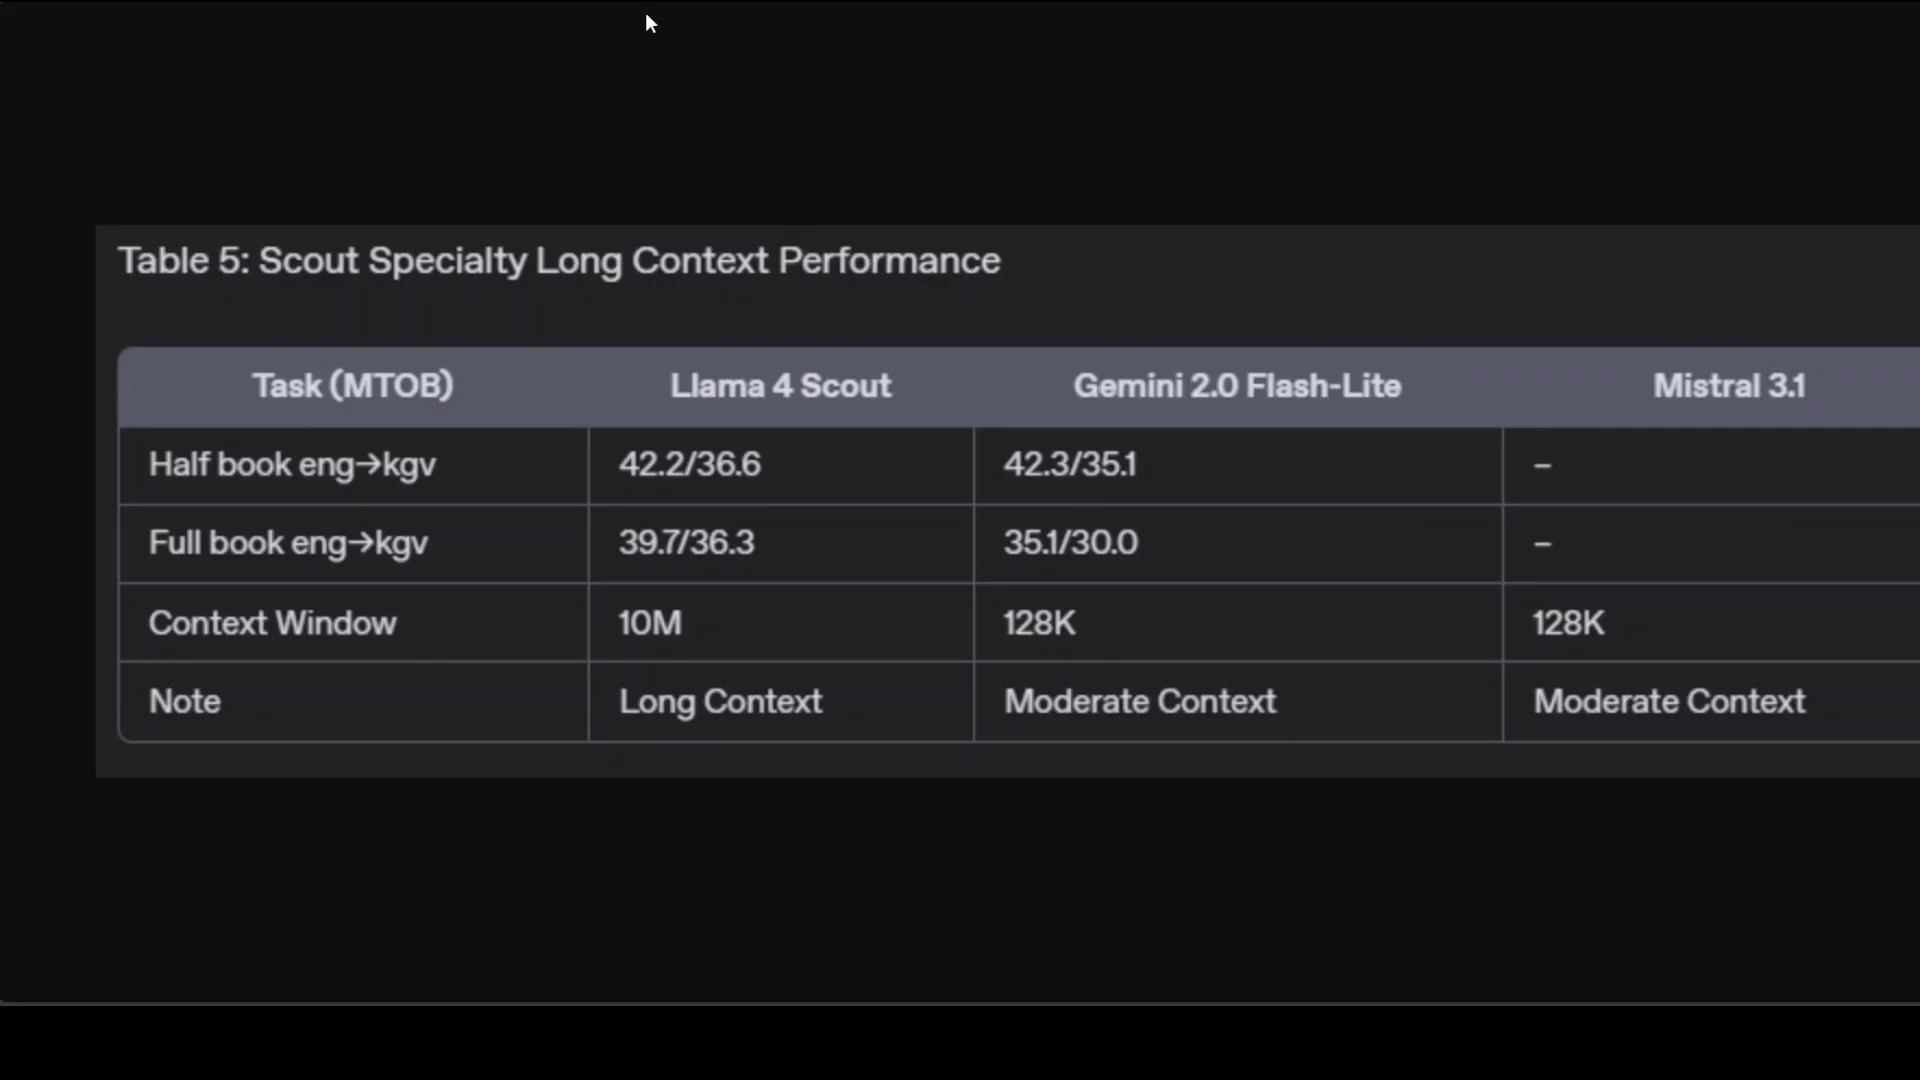 Table 5: Scout Specialty Long Context Performance
Task (MTOB) Llama 4 Scout Gemini 2.0 Flash-Lite Mistral 3.1
Half book eng→kgv 42.2/36.6 42.3/35.1 –
Full book eng→kgv 39.7/36.3 35.1/30.0 –
Context Window 10M 128K 128K
Note Long Context Moderate Context Moderate Context